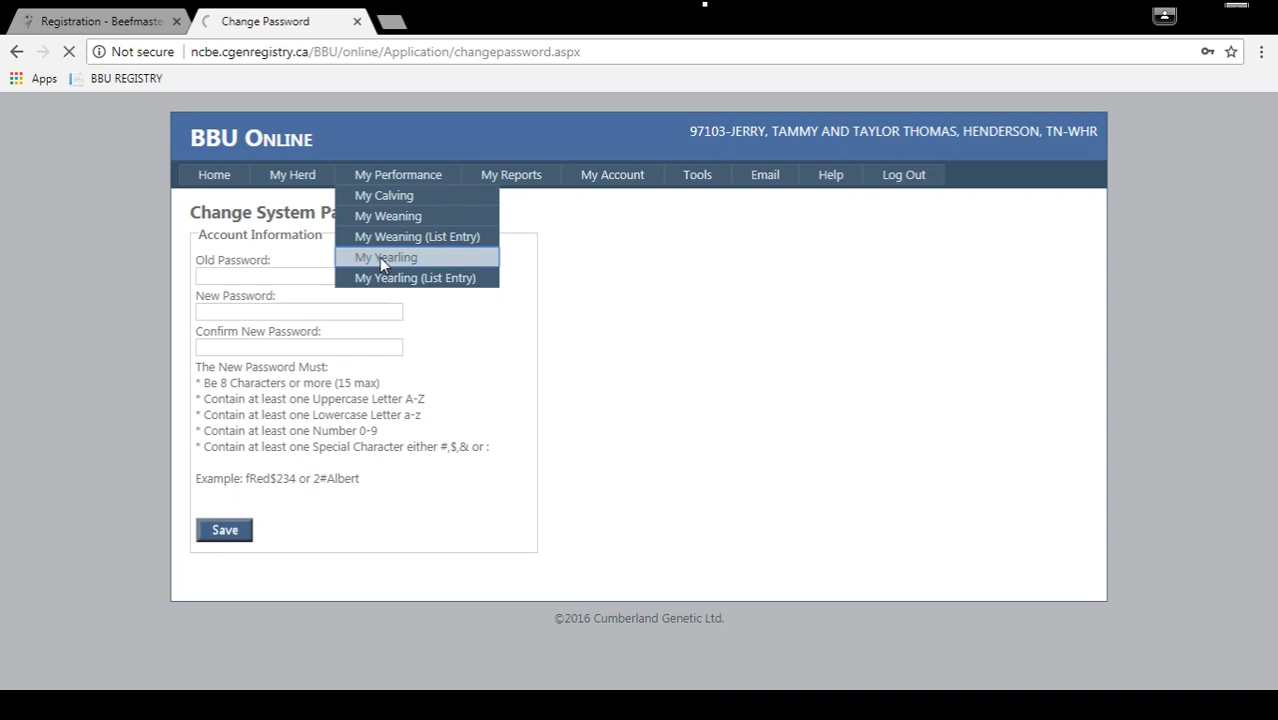 Registration - Beefmaste
Change Password
Not secure
ncbe.cgenregistry.ca/BBU/online/Application/changepassword.aspx
Apps
BBU REGISTRY
BBU ONLINE
97103-JERRY, TAMMY AND TAYLOR THOMAS, HENDERSON, TN-WHR
Home My Herd My Performance My Reports My Account Tools Email Help Log Out
My Calving
My Weaning
My Weaning (List Entry)
My Yearling
My Yearling (List Entry)
Change System Pa
Account Information
Old Password:
New Password:
Confirm New Password:
The New Password Must:
* Be 8 Characters or more (15 max)
* Contain at least one Uppercase Letter A-Z
* Contain at least one Lowercase Letter a-z
* Contain at least one Number 0-9
* Contain at least one Special Character either #,$,& or :
Example: fRed$234 or 2#Albert
Save
©2016 Cumberland Genetic Ltd.